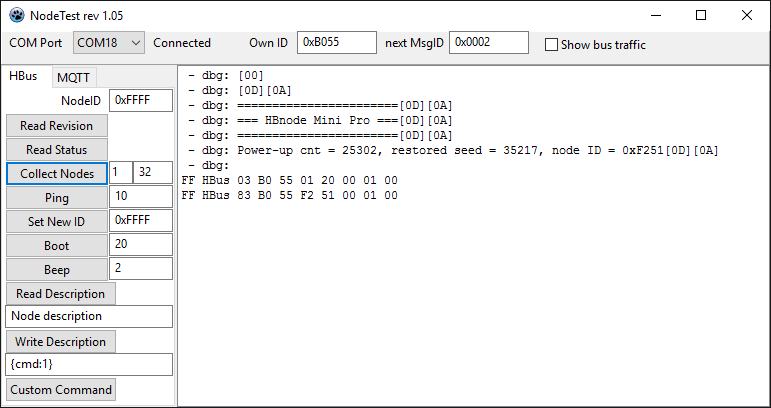 NodeTest rev 1.05
COM Port COM18 Connected Own ID 0xB055 next MsgID 0x0002 Show bus traffic
HBus MQTT
NodeID 0xFFFF
Read Revision
Read Status
Collect Nodes 1 32
Ping 10
Set New ID 0xFFFF
Boot 20
Beep 2
Read Description
Node description
Write Description
{cmd:1}
Custom Command
- dbg: [00]
- dbg: [0D][0A]
- dbg: =======================[0D][0A]
- dbg: === HBnode Mini Pro ===[0D][0A]
- dbg: =======================[0D][0A]
- dbg: Power-up cnt = 25302, restored seed = 35217, node ID = 0xF251[0D][0A]
- dbg:
FF HBus 03 B0 55 01 20 00 01 00
FF HBus 83 B0 55 F2 51 00 01 00